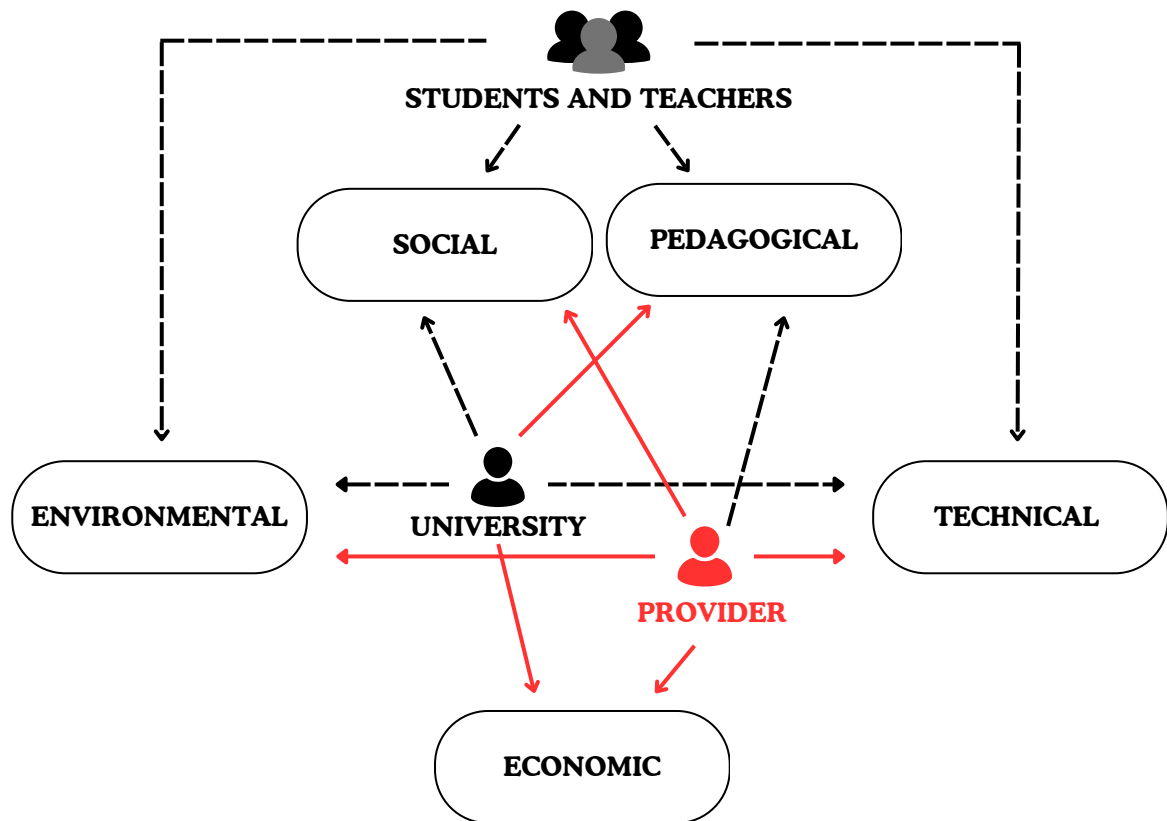 STUDENTS AND TEACHERS
SOCIAL
PEDAGOGICAL
ENVIRONMENTAL
UNIVERSITY
TECHNICAL
PROVIDER
ECONOMIC